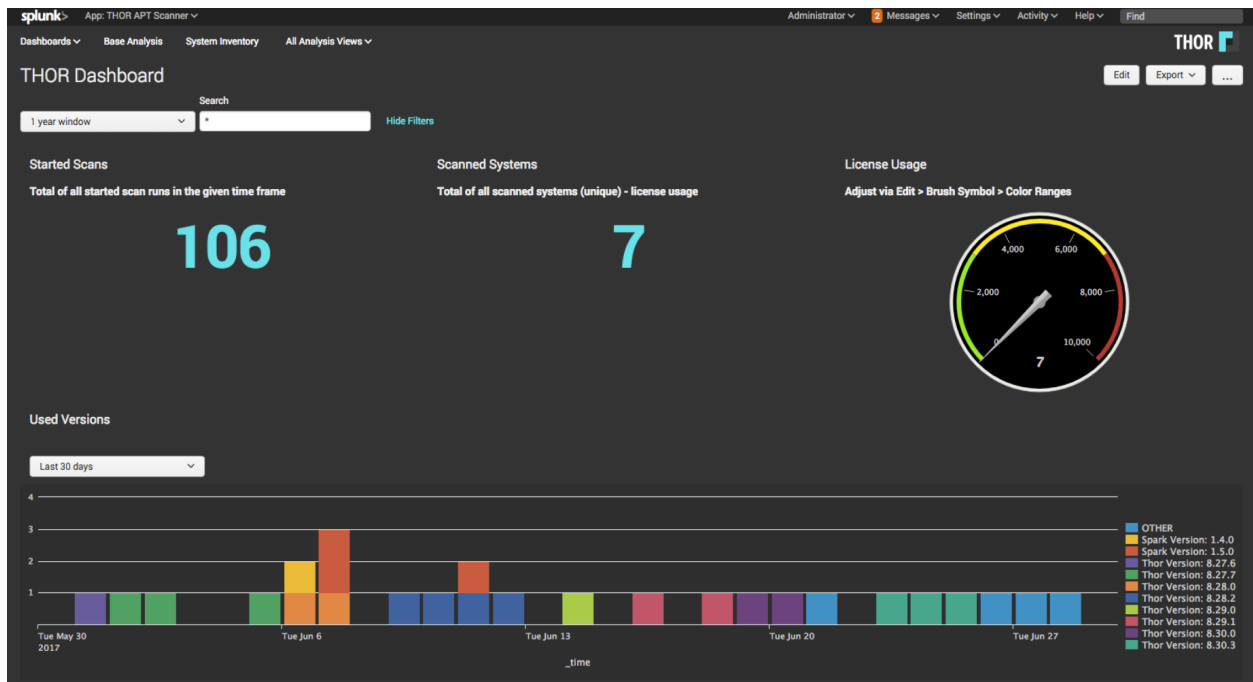 splunk> App: THOR APT Scanner Administrator 2 Messages Settings Activity Help Find
Dashboards Base Analysis System Inventory All Analysis Views THOR
THOR Dashboard Edit Export ...
Search
1 year window * Hide Filters
Started Scans
Total of all started scan runs in the given time frame
106
Scanned Systems
Total of all scanned systems (unique) - license usage
7
License Usage
Adjust via Edit > Brush Symbol > Color Ranges
4,000 6,000
2,000 8,000
0 10,000
7
Used Versions
Last 30 days
4
3
2
1
Tue May 30 Tue Jun 6 Tue Jun 13 Tue Jun 20 Tue Jun 27
2017
_time
OTHER
Spark Version: 1.4.0
Spark Version: 1.5.0
Thor Version: 8.27.6
Thor Version: 8.27.7
Thor Version: 8.28.0
Thor Version: 8.28.2
Thor Version: 8.29.0
Thor Version: 8.29.1
Thor Version: 8.30.0
Thor Version: 8.30.3